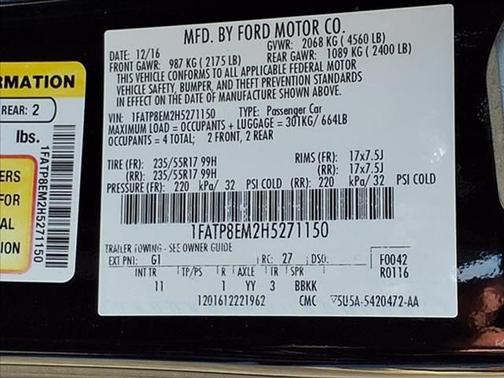 MFD. BY FORD MOTOR CO.
DATE: 12/16 GVWR: 2068 KG ( 4560 LB)
FRONT GAWR: 987 KG ( 2175 LB) REAR GAWR: 1089 KG ( 2400 LB)
THIS VEHICLE CONFORMS TO ALL APPLICABLE FEDERAL MOTOR
VEHICLE SAFETY, BUMPER, AND THEFT PREVENTION STANDARDS
IN EFFECT ON THE DATE OF MANUFACTURE SHOWN ABOVE.
VIN: 1FATP8EM2H5271150 TYPE: Passenger Car
MAXIMUM LOAD = OCCUPANTS + LUGGAGE = 301KG/ 664LB
OCCUPANTS = 4 TOTAL; 2 FRONT, 2 REAR
TIRE (FR): 235/55R17 99H RIMS (FR): 17x7.5J
TIRE (RR): 235/55R17 99H (RR): 17x7.5J
PRESSURE (FR): 220 kPa/ 32 PSI COLD (RR): 220 kPa/ 32 PSI COLD
1FATP8EM2H5271150
TRAILER TOWING - SEE OWNER GUIDE
EXT PNT: G1 RC: 27 DSO: F0042
R0116
INT TR TP/PS R AXLE TR SPR
11 1 YY 3 BBKK
1201612221962 CMC 5U5A-5420472-AA
RMATION
REAR: 2
lbs.
1FATP8EM2H5271150
ERS
FOR
AL
ION